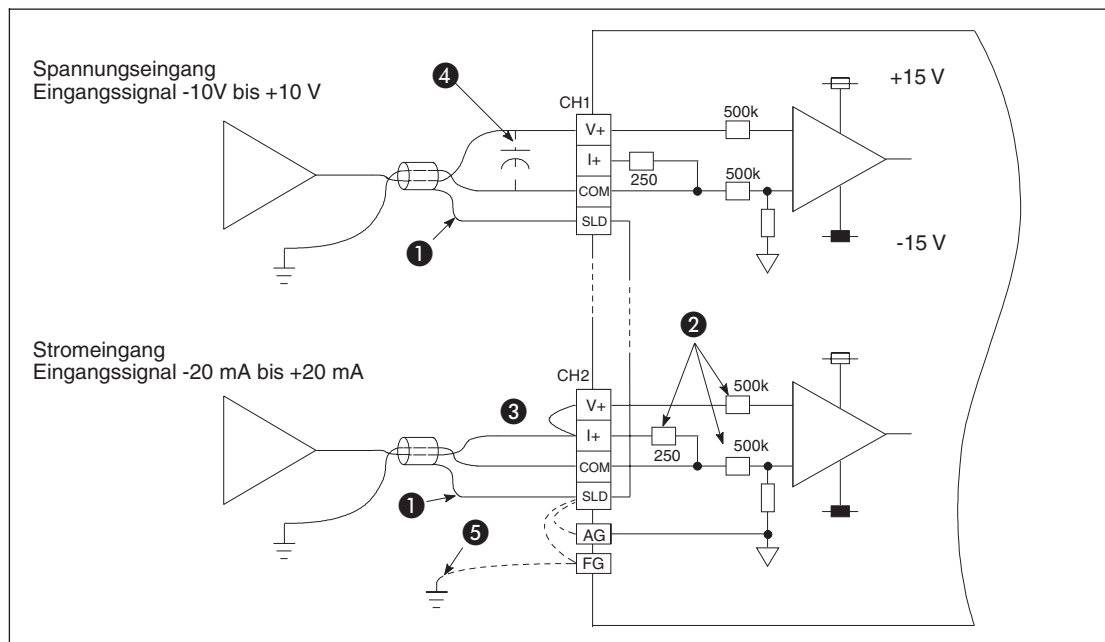 Spannungseingang
Eingangssignal -10V bis +10 V
4
CH1
V+
I+
COM
SLD
250
500k
500k
+15 V
-15 V
1
Stromeingang
Eingangssignal -20 mA bis +20 mA
3
2
CH2
V+
I+
COM
SLD
AG
FG
250
500k
500k
1
5